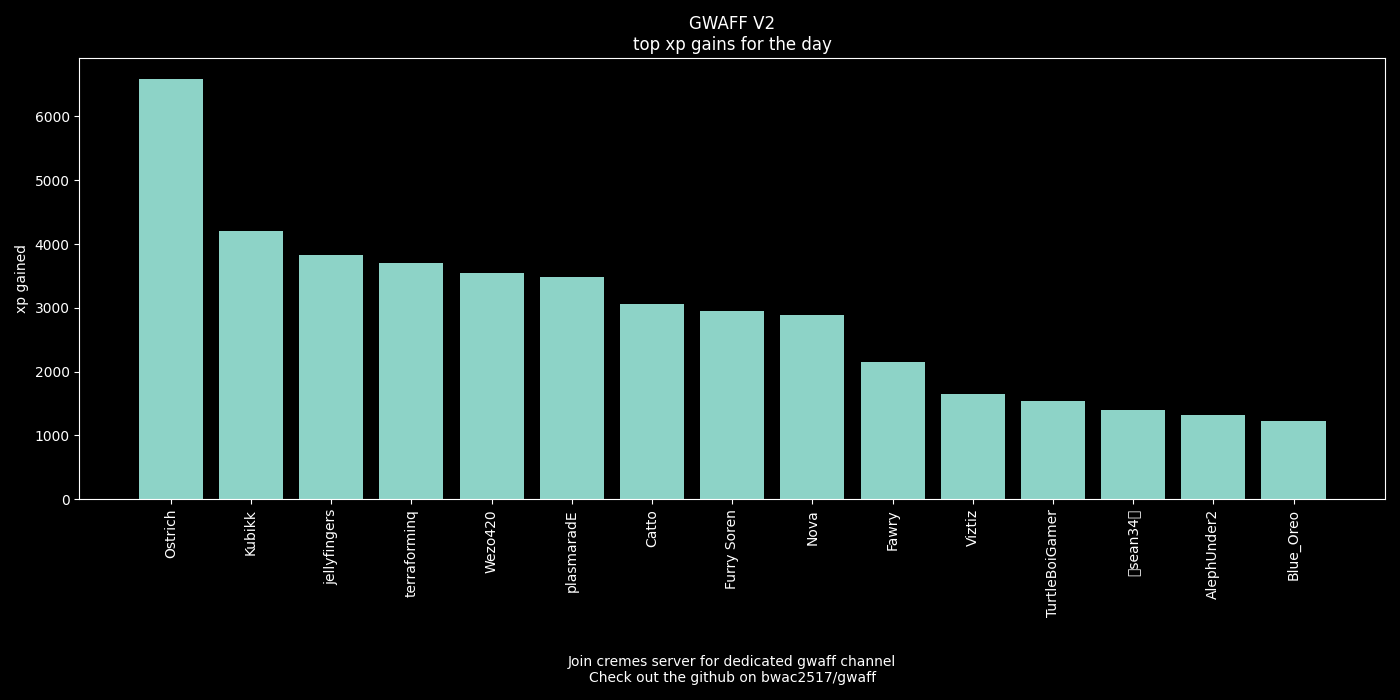 GWAFF V2
top xp gains for the day
xp gained
6000
5000
4000
3000
2000
1000
0
Ostrich
Kubikk
jellyfingers
terraforminq
Wezo420
plasmaradE
Catto
Furry Soren
Nova
Fawry
Viztiz
TurtleBoiGamer
▯sean34▯
AlephUnder2
Blue_Oreo
Join cremes server for dedicated gwaff channel
Check out the github on bwac2517/gwaff